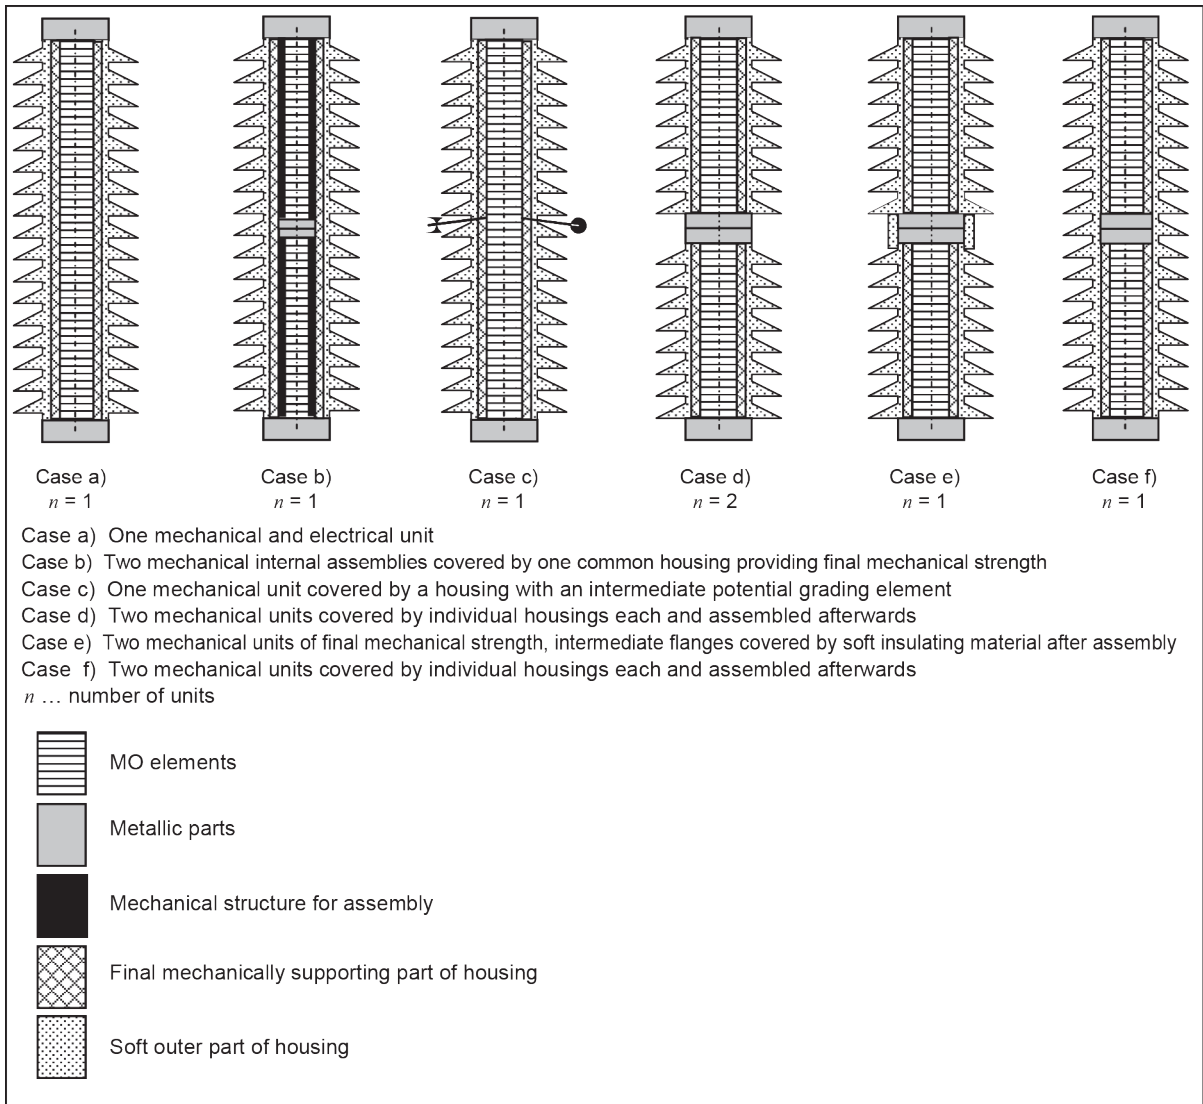 Case a) Case b) Case c) Case d) Case e) Case f)
n = 1 n = 1 n = 1 n = 2 n = 1 n = 1
Case a) One mechanical and electrical unit
Case b) Two mechanical internal assemblies covered by one common housing providing final mechanical strength
Case c) One mechanical unit covered by a housing with an intermediate potential grading element
Case d) Two mechanical units covered by individual housings each and assembled afterwards
Case e) Two mechanical units of final mechanical strength, intermediate flanges covered by soft insulating material after assembly
Case f) Two mechanical units covered by individual housings each and assembled afterwards
n … number of units
MO elements
Metallic parts
Mechanical structure for assembly
Final mechanically supporting part of housing
Soft outer part of housing